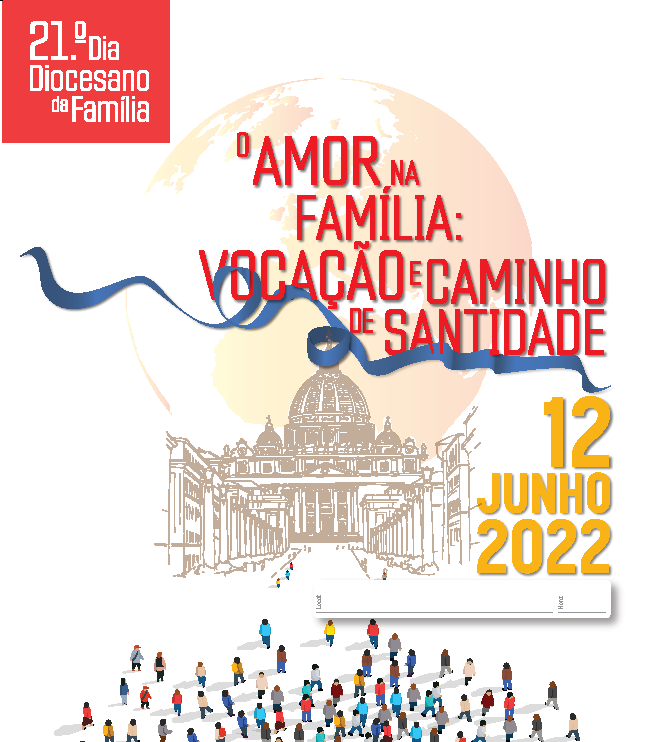 21.º Dia
Diocesano
da Família
O AMOR NA
FAMÍLIA:
VOCAÇÃO E CAMINHO
DE SANTIDADE
12
JUNHO
2022
Local: Hora: